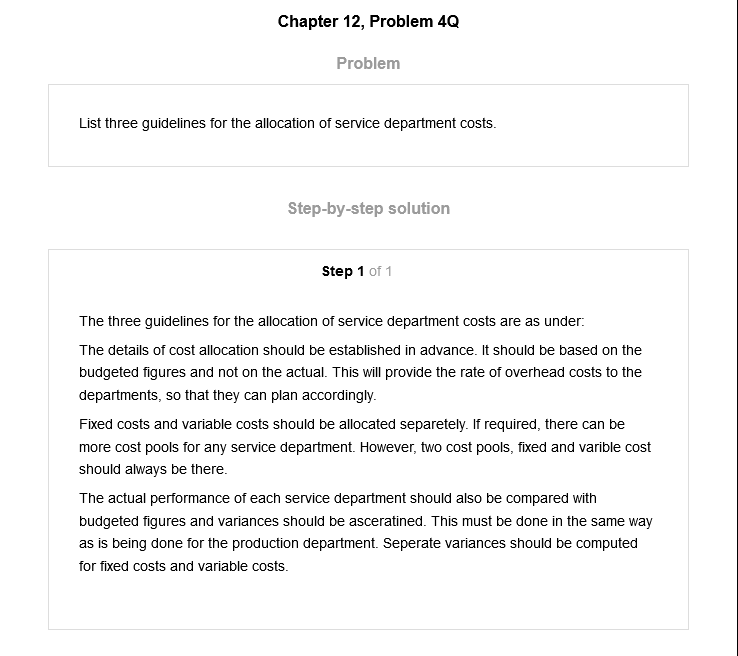 Chapter 12, Problem 4Q
Problem
List three guidelines for the allocation of service department costs.
Step-by-step solution
Step 1 of 1
The three guidelines for the allocation of service department costs are as under:
The details of cost allocation should be established in advance. It should be based on the
budgeted figures and not on the actual. This will provide the rate of overhead costs to the
departments, so that they can plan accordingly.
Fixed costs and variable costs should be allocated separetely. If required, there can be
more cost pools for any service department. However, two cost pools, fixed and varible cost
should always be there.
The actual performance of each service department should also be compared with
budgeted figures and variances should be asceratined. This must be done in the same way
as is being done for the production department. Seperate variances should be computed
for fixed costs and variable costs.